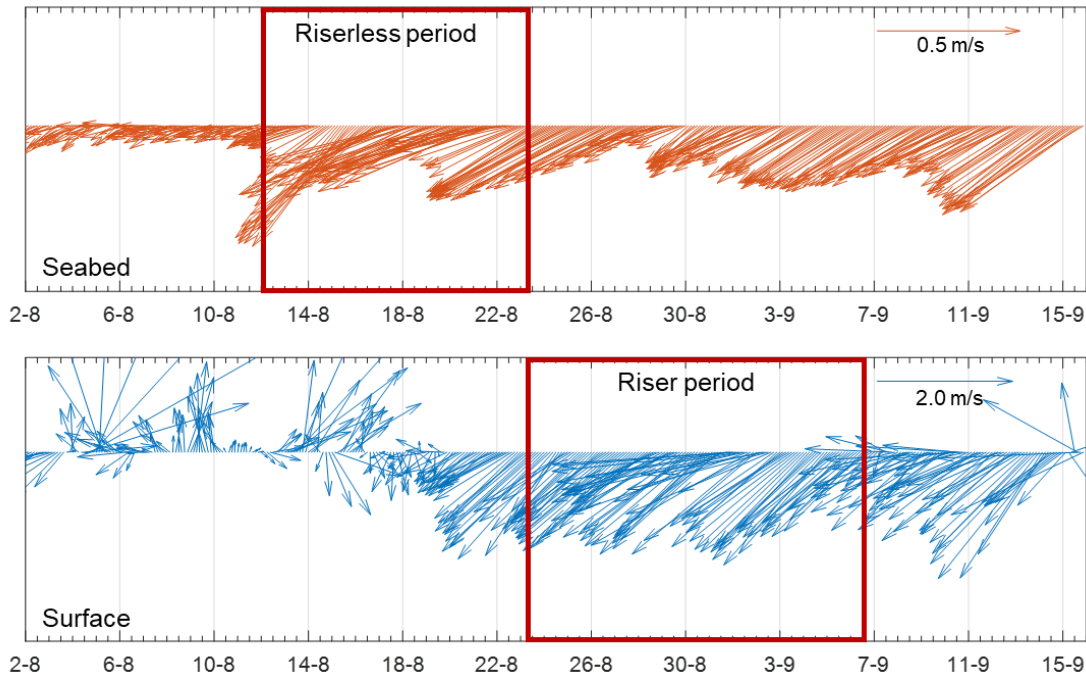 Riserless period
0.5 m/s
Seabed
2-8 6-8 10-8 14-8 18-8 22-8 26-8 30-8 3-9 7-9 11-9 15-9
Riser period
2.0 m/s
Surface
2-8 6-8 10-8 14-8 18-8 22-8 26-8 30-8 3-9 7-9 11-9 15-9